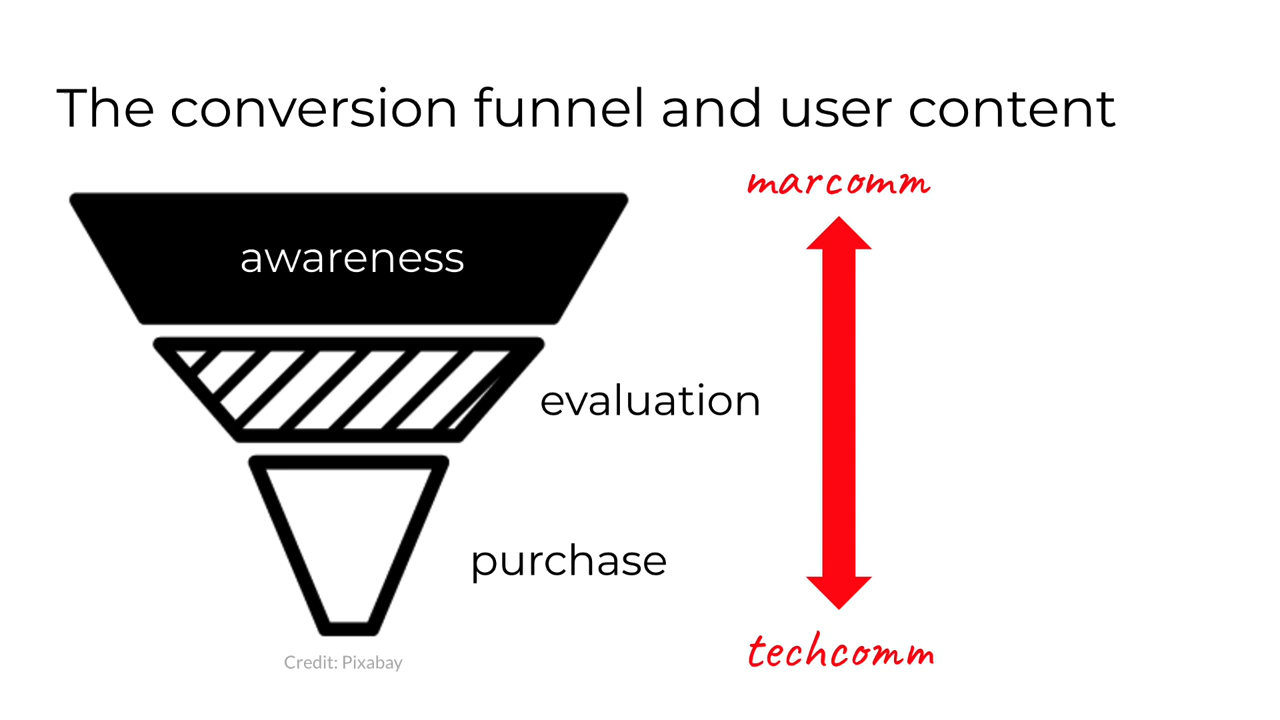 The conversion funnel and user content
marcomm
awareness
evaluation
purchase
techcomm
Credit: Pixabay